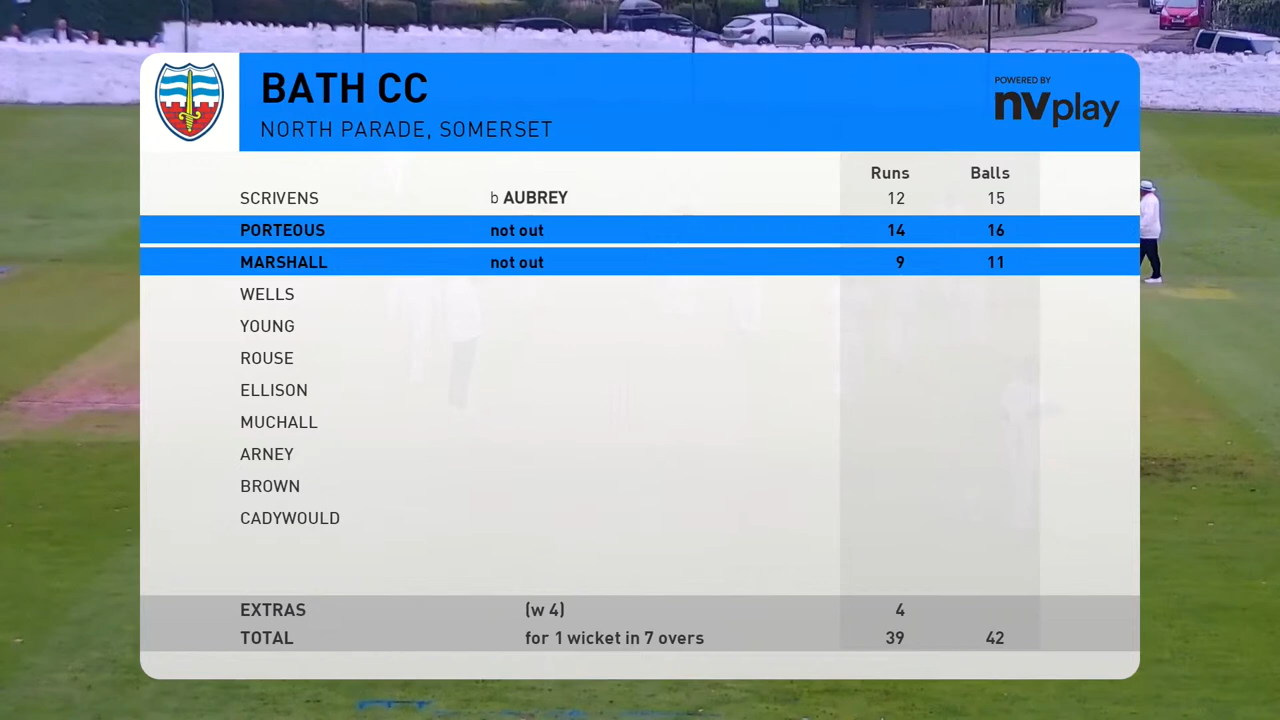 BATH CC
NORTH PARADE, SOMERSET
POWERED BY
nvplay
Runs Balls
SCRIVENS b AUBREY 12 15
PORTEOUS not out 14 16
MARSHALL not out 9 11
WELLS
YOUNG
ROUSE
ELLISON
MUCHALL
ARNEY
BROWN
CADYWOULD
EXTRAS (w 4) 4
TOTAL for 1 wicket in 7 overs 39 42